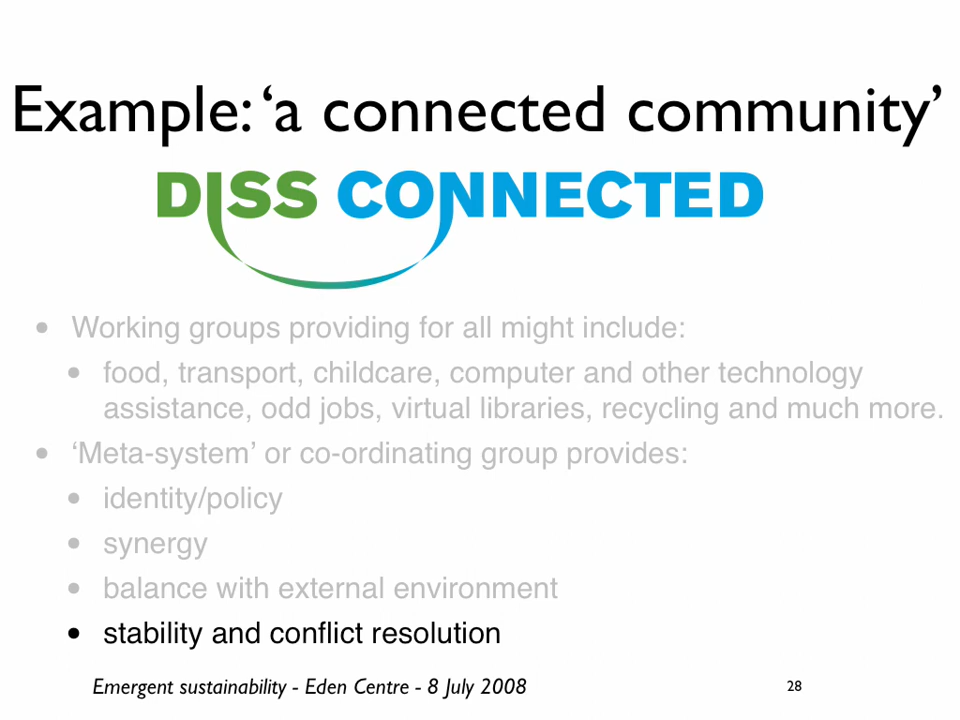 Example: ‘a connected community’
DISS CONNECTED
• Working groups providing for all might include:
• food, transport, childcare, computer and other technology
assistance, odd jobs, virtual libraries, recycling and much more.
• ‘Meta-system’ or co-ordinating group provides:
• identity/policy
• synergy
• balance with external environment
• stability and conflict resolution
Emergent sustainability - Eden Centre - 8 July 2008
28